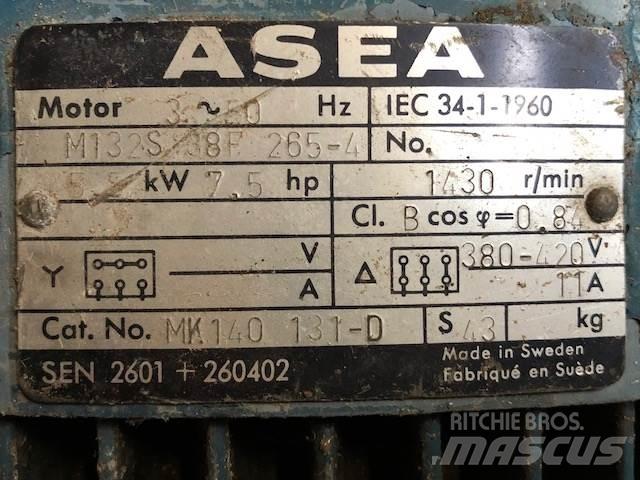 ASEA
Motor 3 ~ 50 Hz IEC 34-1-1960
M132S 38F 265-4 No.
5.5 kW 7.5 hp 1430 r/min
Cl. B cos φ = 0.84
Y V Δ 380-420 V
A 11 A
Cat. No. MK140 131-D S 43 kg
SEN 2601 + 260402 Made in Sweden
Fabriqué en Suède
RITCHIE BROS.
MASCUS